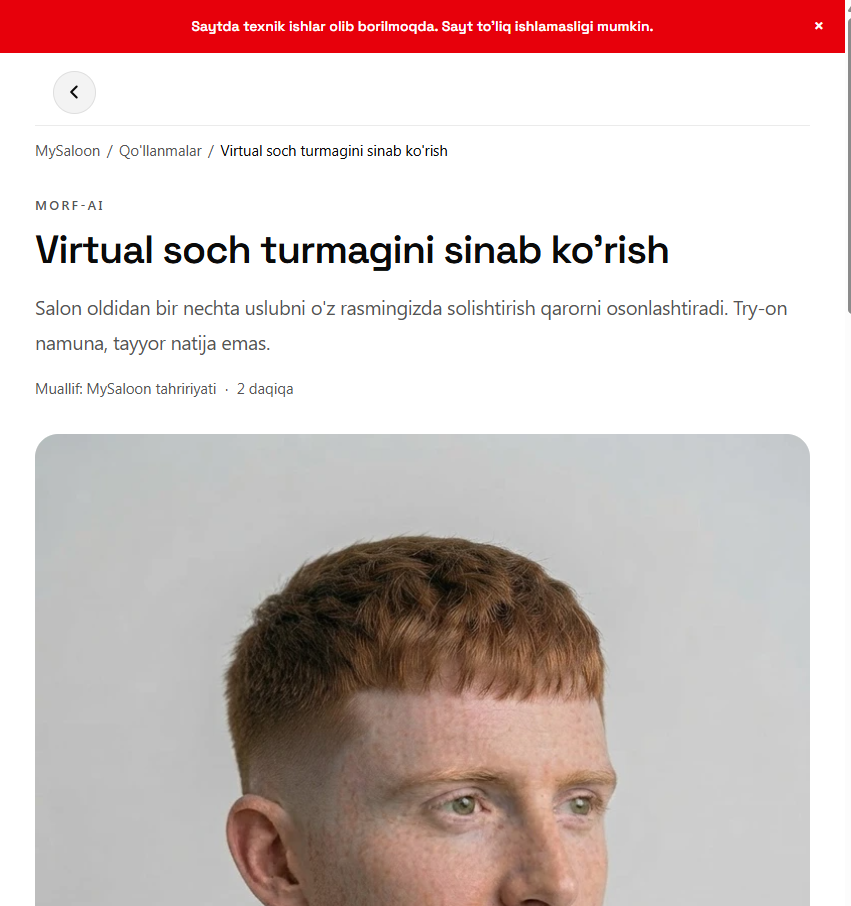 Saytda texnik ishlar olib borilmoqda. Sayt to’liq ishlamasligi mumkin.
MySaloon / Qo'llanmalar / Virtual soch turmagini sinab ko'rish
MORF-AI
Virtual soch turmagini sinab ko’rish
Salon oldidan bir nechta uslubni o'z rasmingizda solishtirish qarorni osonlashtiradi. Try-on
namuna, tayyor natija emas.
Muallif: MySaloon tahririyati · 2 daqiqa